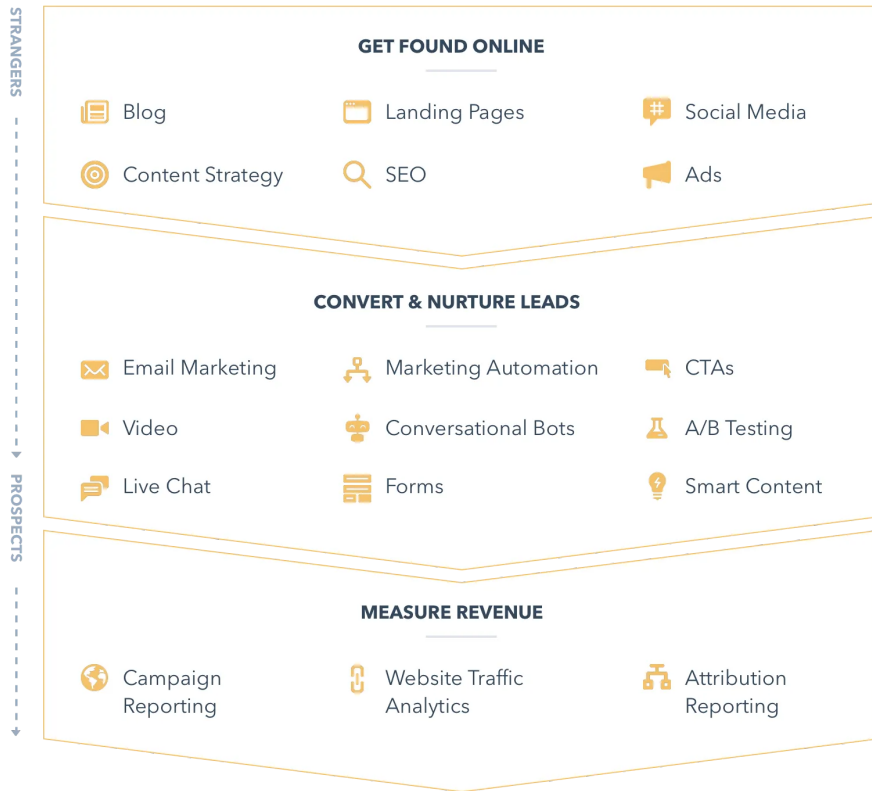 STRANGERS
GET FOUND ONLINE
Blog
Landing Pages
Social Media
Content Strategy
SEO
Ads
CONVERT & NURTURE LEADS
Email Marketing
Marketing Automation
CTAs
Video
Conversational Bots
A/B Testing
Live Chat
Forms
Smart Content
PROSPECTS
MEASURE REVENUE
Campaign
Reporting
Website Traffic
Analytics
Attribution
Reporting